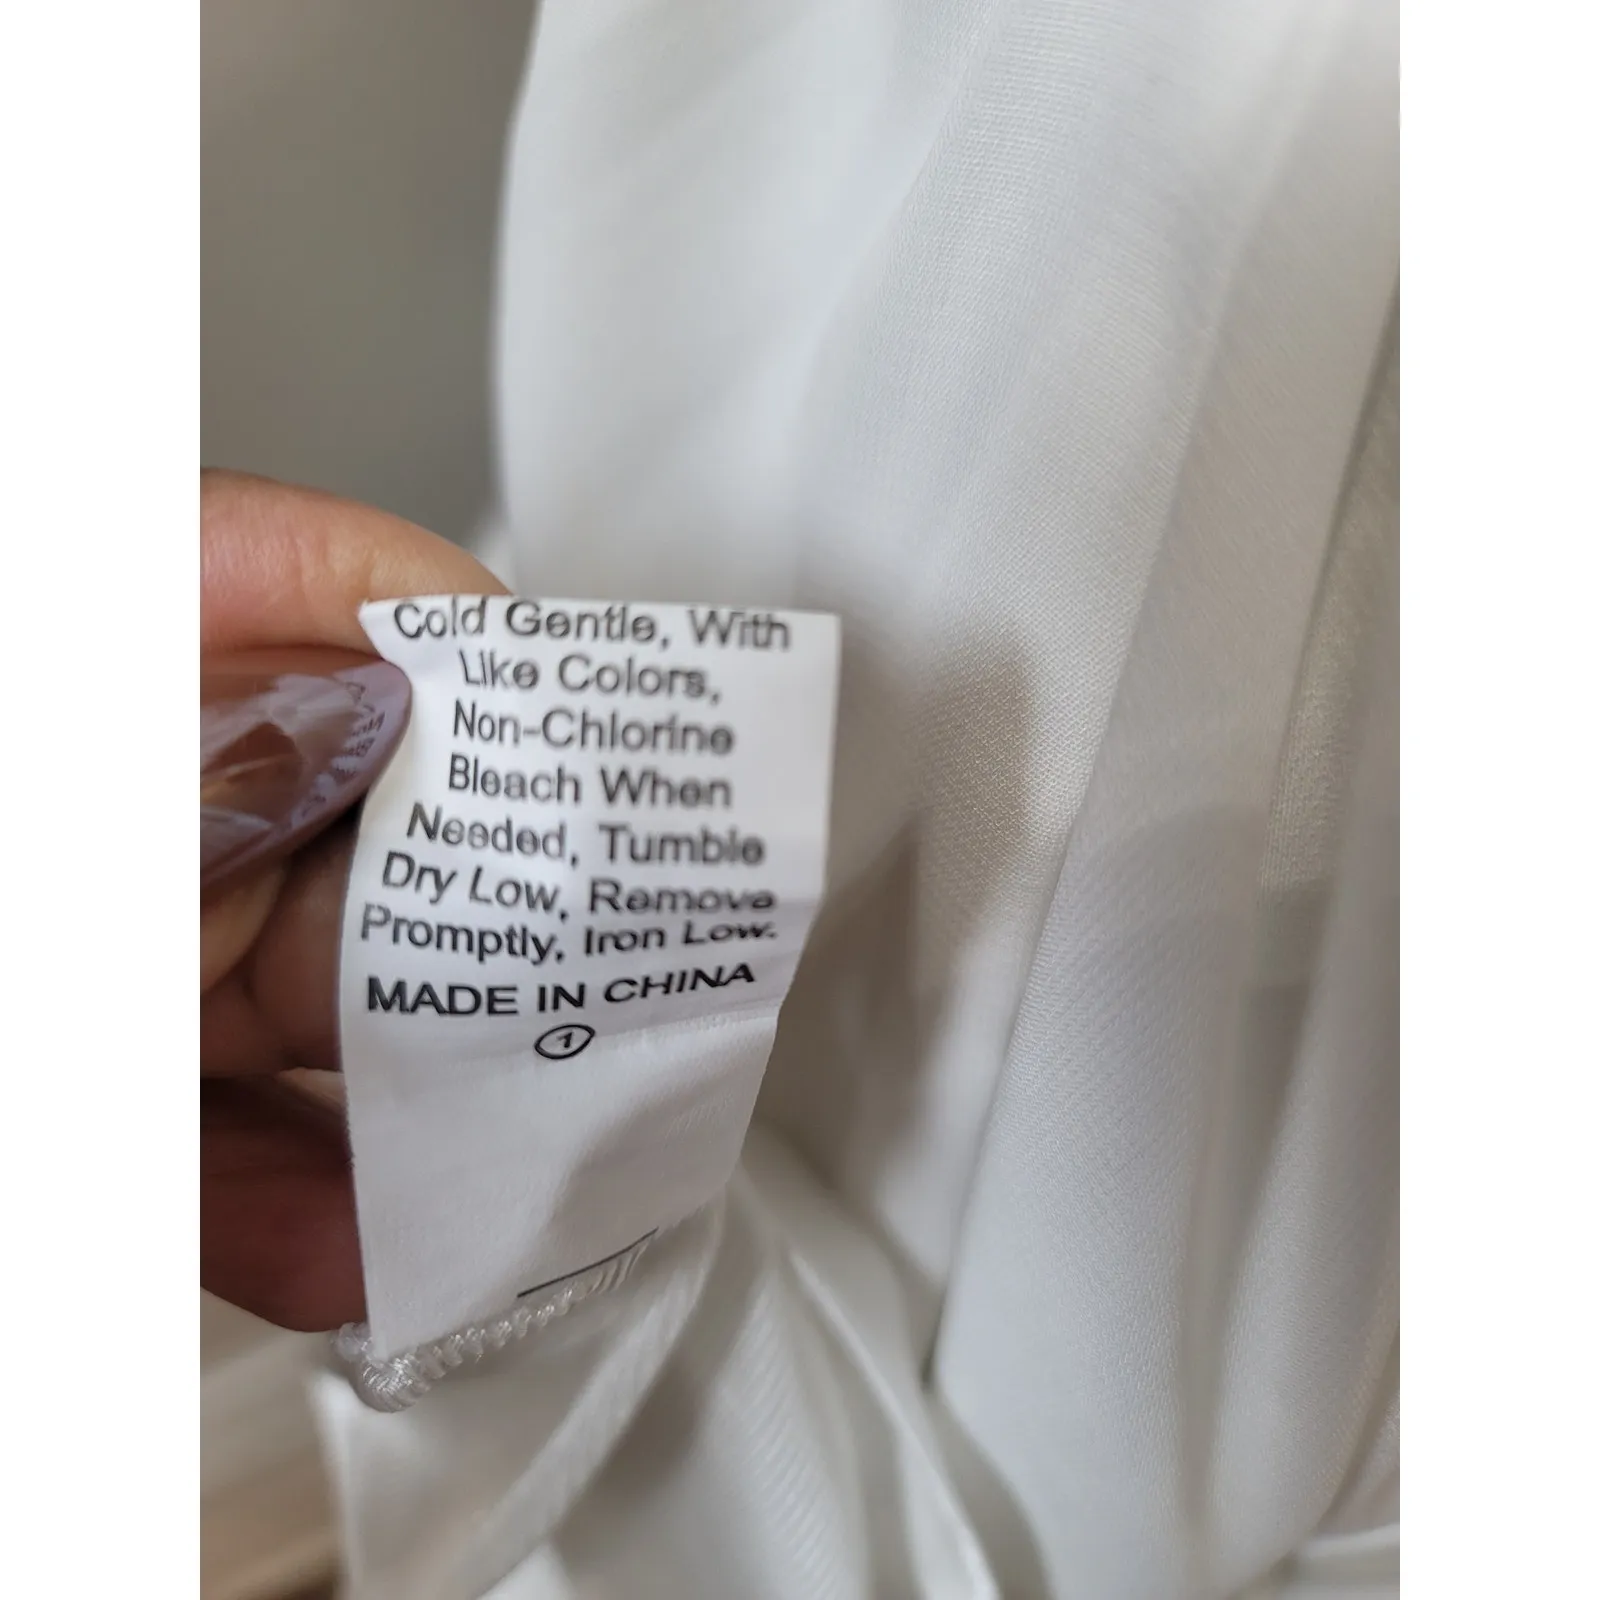 Cold Gentle, With
Like Colors,
Non-Chlorine
Bleach When
Needed, Tumble
Dry Low, Remove
Promptly, Iron Low.
MADE IN CHINA
1